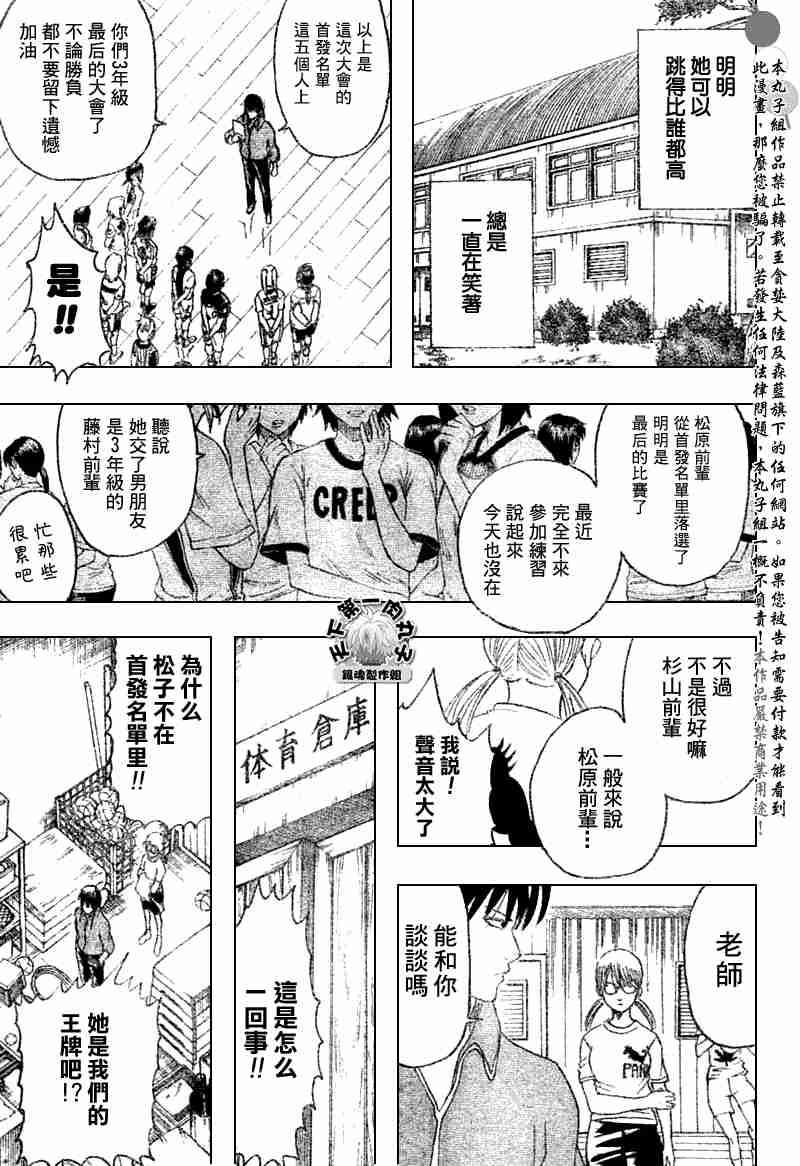 明明
她可以
跳得比誰都高
總是
一直在笑著
以上是
這次大會的
首發名單
這五個人上
你們3年級
最后的大會了
不論勝負
都不要留下遺憾
加油
是!!
松原前輩
從首發名單里落選了
明明是
最后的比賽了
最近
完全不來
參加練習
說起來
今天也沒在
CREEP
聽說
她交了男朋友
是3年級的
藤村前輩
忙那些
很累吧
不過
不是很好嘛
杉山前輩
一般來說
松原前輩…
我説!
聲音太大了
老師
能和你
談談嗎
体育倉庫
這是怎么
一回事!!
為什么
松子不在
首發名單里!!
她是我們的
王牌吧!?
天下第一肉丸子
銀魂製作組
本丸子組作品禁止轉載至貪婪大陸及森藍旗下的任何網站。如果您被告知需要付款才能看到
此漫畫，那麼您被騙了。若發生任何法律問題，本丸子組一概不負責！本作品嚴禁商業用途！